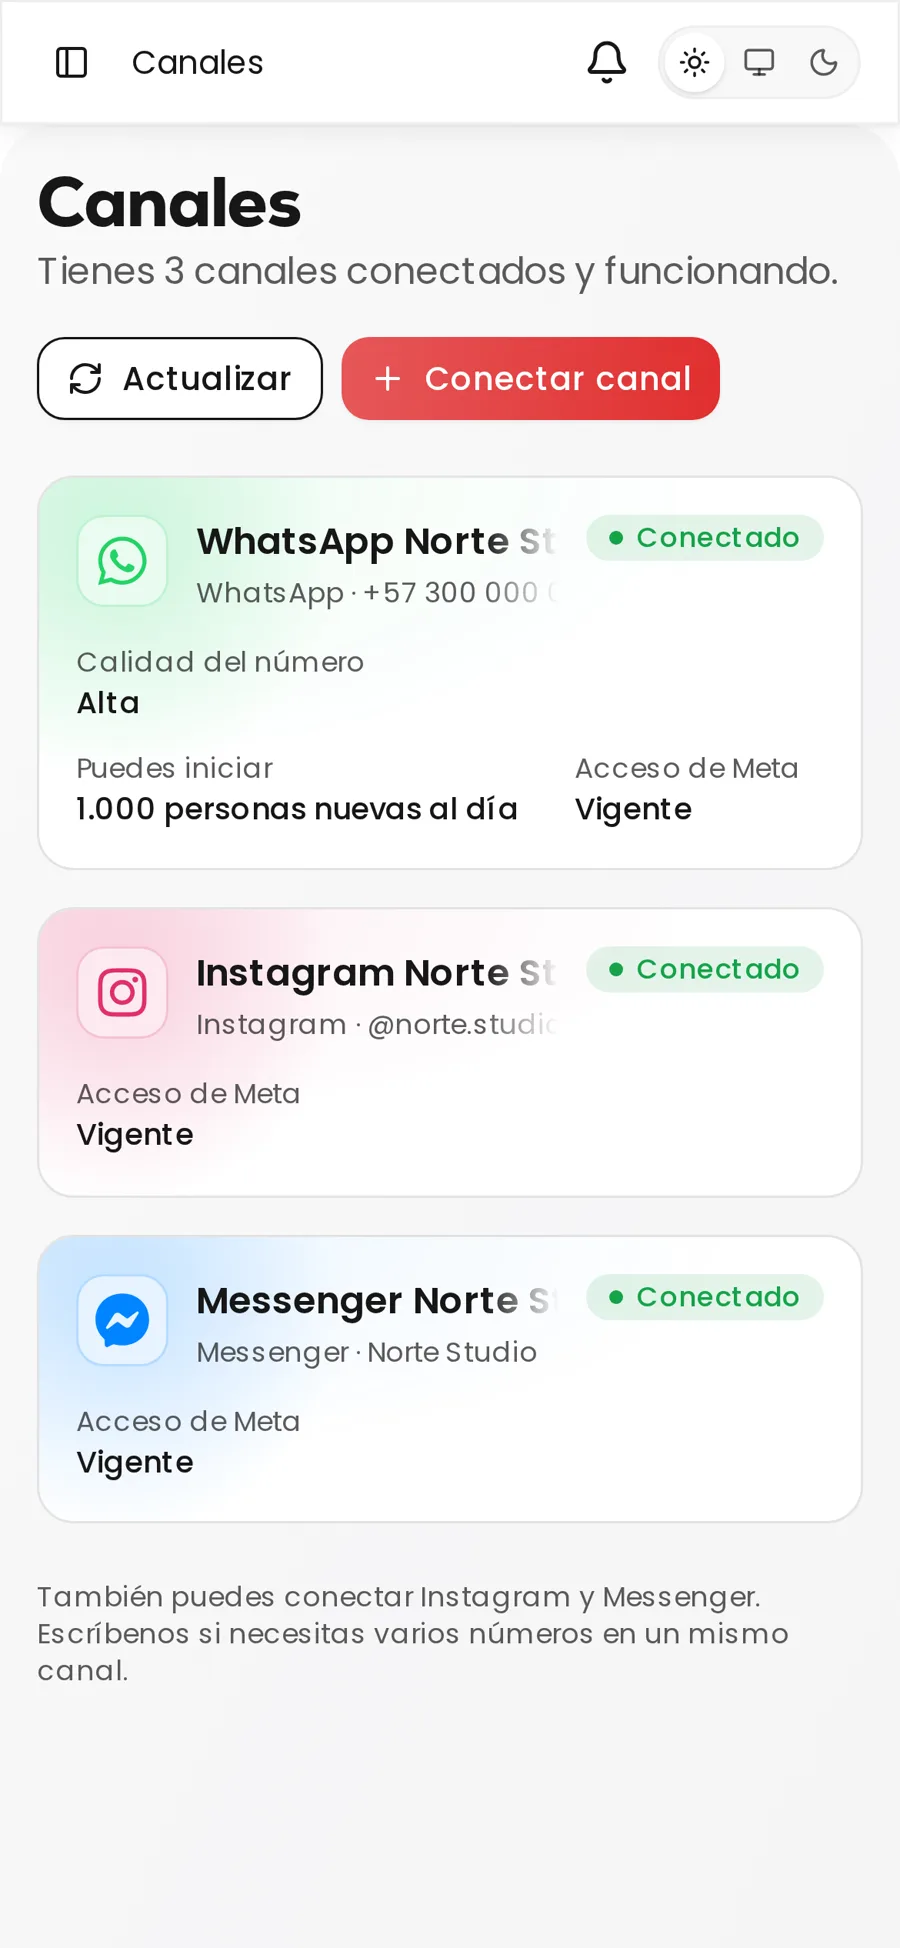 Canales
Canales
Tienes 3 canales conectados y funcionando.
Actualizar
Conectar canal
WhatsApp Norte St
Conectado
WhatsApp · +57 300 000
Calidad del número
Alta
Puedes iniciar
1.000 personas nuevas al día
Acceso de Meta
Vigente
Instagram Norte St
Conectado
Instagram · @norte.studio
Acceso de Meta
Vigente
Messenger Norte S
Conectado
Messenger · Norte Studio
Acceso de Meta
Vigente
También puedes conectar Instagram y Messenger.
Escríbenos si necesitas varios números en un mismo
canal.